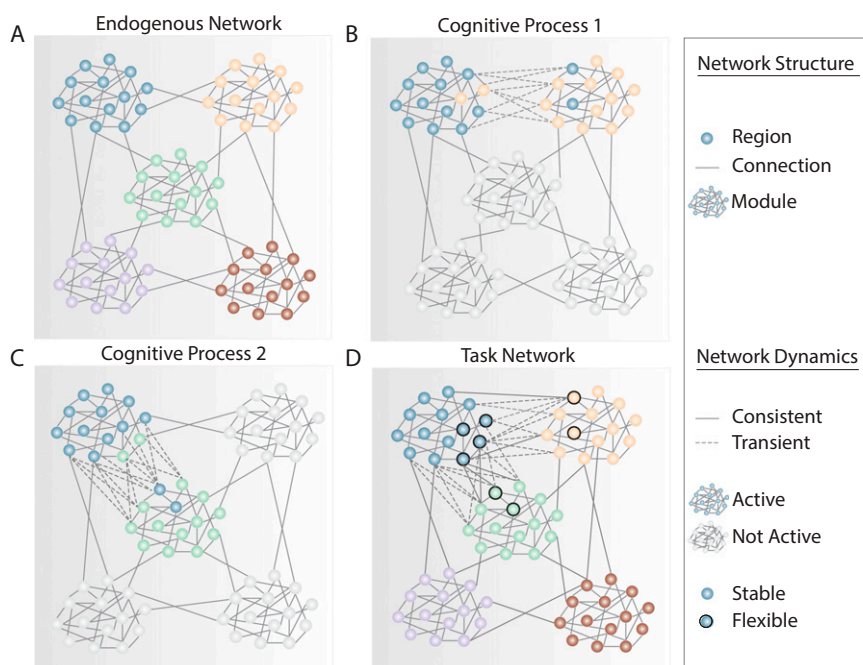 A
Endogenous Network
B
Cognitive Process 1
C
Cognitive Process 2
D
Task Network
Network Structure
Region
Connection
Module
Network Dynamics
Consistent
Transient
Active
Not Active
Stable
Flexible